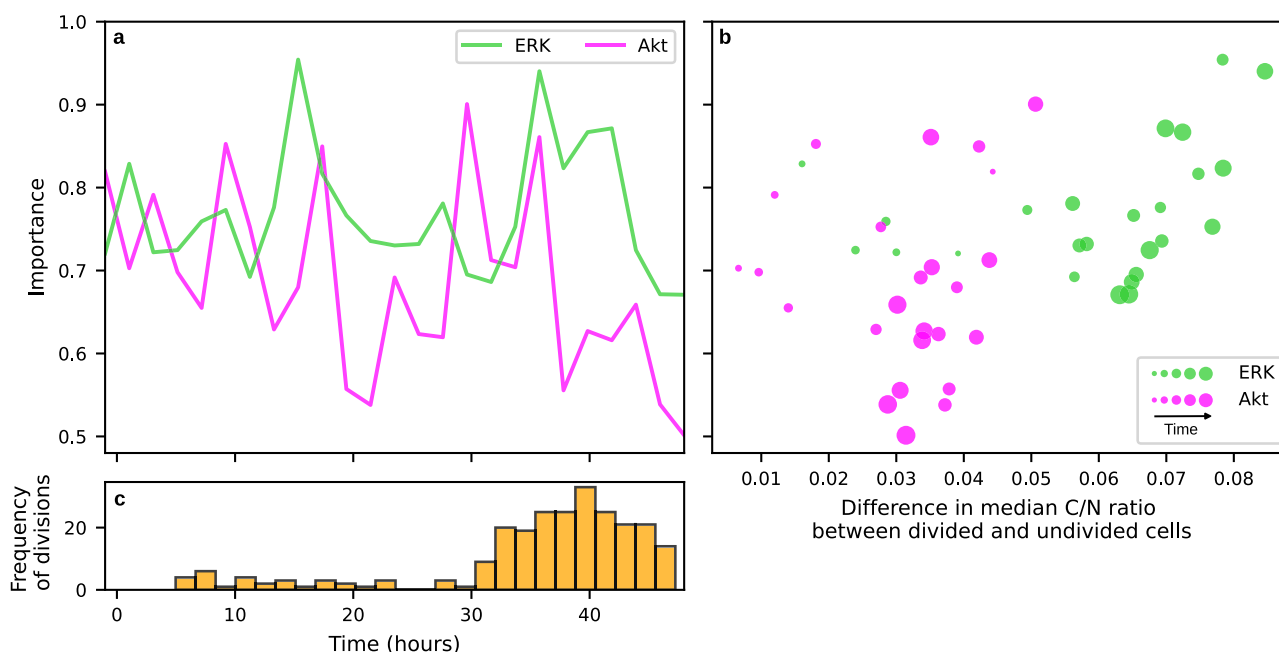 a
ERK Akt
1.0
0.9
0.8
0.7
0.6
0.5
Importance
b
ERK
Akt
Time
0.01 0.02 0.03 0.04 0.05 0.06 0.07 0.08
Difference in median C/N ratio
between divided and undivided cells
c
20
0
Frequency
of divisions
0 10 20 30 40
Time (hours)